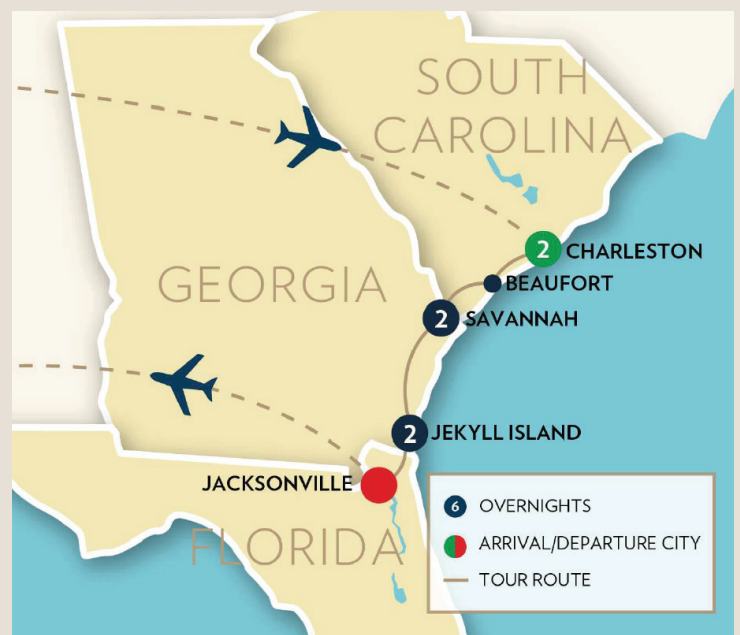 SOUTH
CAROLINA
2 CHARLESTON
BEAUFORT
GEORGIA
2 SAVANNAH
2 JEKYLL ISLAND
JACKSONVILLE
FLORIDA
6 OVERNIGHTS
ARRIVAL/DEPARTURE CITY
TOUR ROUTE